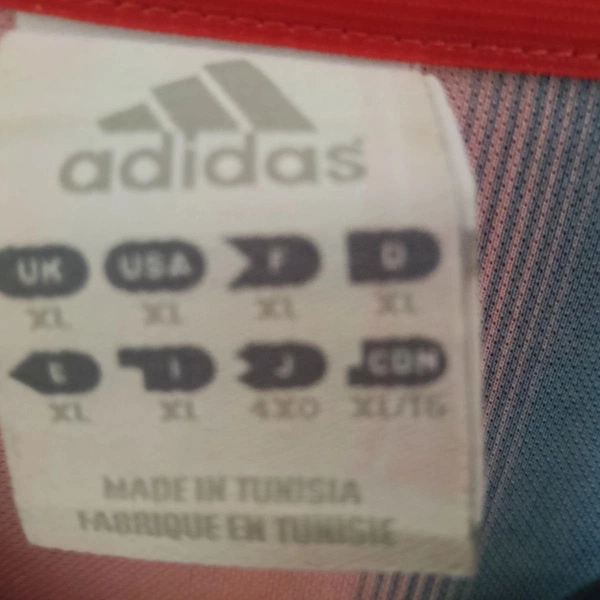 adidas
UK USA F D
XL XL XL XL
E I J CDN
XL XL 4XO XL/TG
MADE IN TUNISIA
FABRIQUE EN TUNISIE